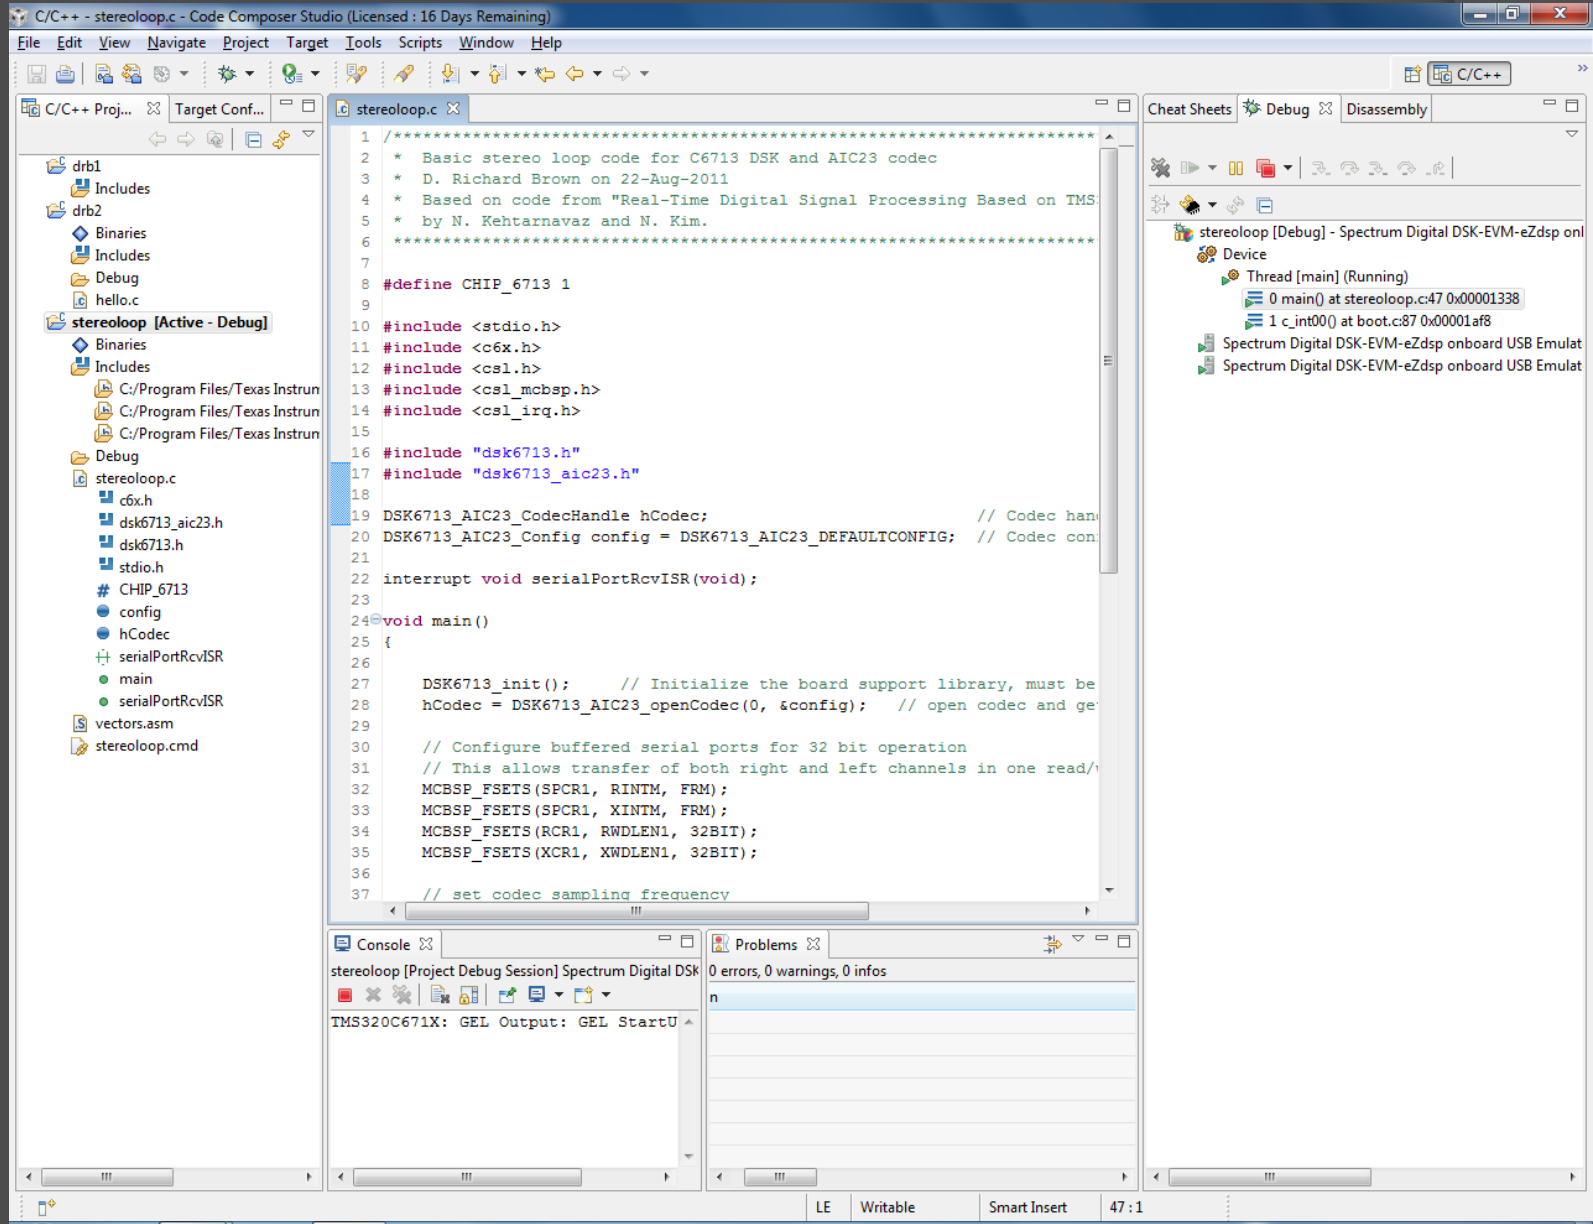 C/C++ - stereoloop.c - Code Composer Studio (Licensed : 16 Days Remaining)
File Edit View Navigate Project Target Tools Scripts Window Help
C/C++
C/C++ Proj... Target Conf...
drb1
Includes
drb2
Binaries
Includes
Debug
hello.c
stereoloop [Active - Debug]
Binaries
Includes
C:/Program Files/Texas Instrum
C:/Program Files/Texas Instrum
C:/Program Files/Texas Instrum
Debug
stereoloop.c
c6x.h
dsk6713_aic23.h
dsk6713.h
stdio.h
# CHIP_6713
config
hCodec
serialPortRcvISR
main
serialPortRcvISR
vectors.asm
stereoloop.cmd
stereoloop.c
1 /************************************************************************
2 * Basic stereo loop code for C6713 DSK and AIC23 codec
3 * D. Richard Brown on 22-Aug-2011
4 * Based on code from "Real-Time Digital Signal Processing Based on TMS
5 * by N. Kehtarnavaz and N. Kim.
6 ************************************************************************
7
8 #define CHIP_6713 1
9
10 #include <stdio.h>
11 #include <c6x.h>
12 #include <csl.h>
13 #include <csl_mcbsp.h>
14 #include <csl_irq.h>
15
16 #include "dsk6713.h"
17 #include "dsk6713_aic23.h"
18
19 DSK6713_AIC23_CodecHandle hCodec; // Codec han
20 DSK6713_AIC23_Config config = DSK6713_AIC23_DEFAULTCONFIG; // Codec con
21
22 interrupt void serialPortRcvISR(void);
23
24 void main()
25 {
26
27 DSK6713_init(); // Initialize the board support library, must be
28 hCodec = DSK6713_AIC23_openCodec(0, &config); // open codec and ge
29
30 // Configure buffered serial ports for 32 bit operation
31 // This allows transfer of both right and left channels in one read/
32 MCBSP_FSETS(SPCR1, RINTM, FRM);
33 MCBSP_FSETS(SPCR1, XINTM, FRM);
34 MCBSP_FSETS(RCR1, RWDLEN1, 32BIT);
35 MCBSP_FSETS(XCR1, XWDLEN1, 32BIT);
36
37 // set codec sampling frequency
Cheat Sheets Debug Disassembly
stereoloop [Debug] - Spectrum Digital DSK-EVM-eZdsp onl
Device
Thread [main] (Running)
0 main() at stereoloop.c:47 0x00001338
1 c_int00() at boot.c:87 0x00001af8
Spectrum Digital DSK-EVM-eZdsp onboard USB Emulat
Spectrum Digital DSK-EVM-eZdsp onboard USB Emulat
Console
stereoloop [Project Debug Session] Spectrum Digital DSK
TMS320C671X: GEL Output: GEL StartU
Problems
0 errors, 0 warnings, 0 infos
n
LE Writable Smart Insert 47 : 1